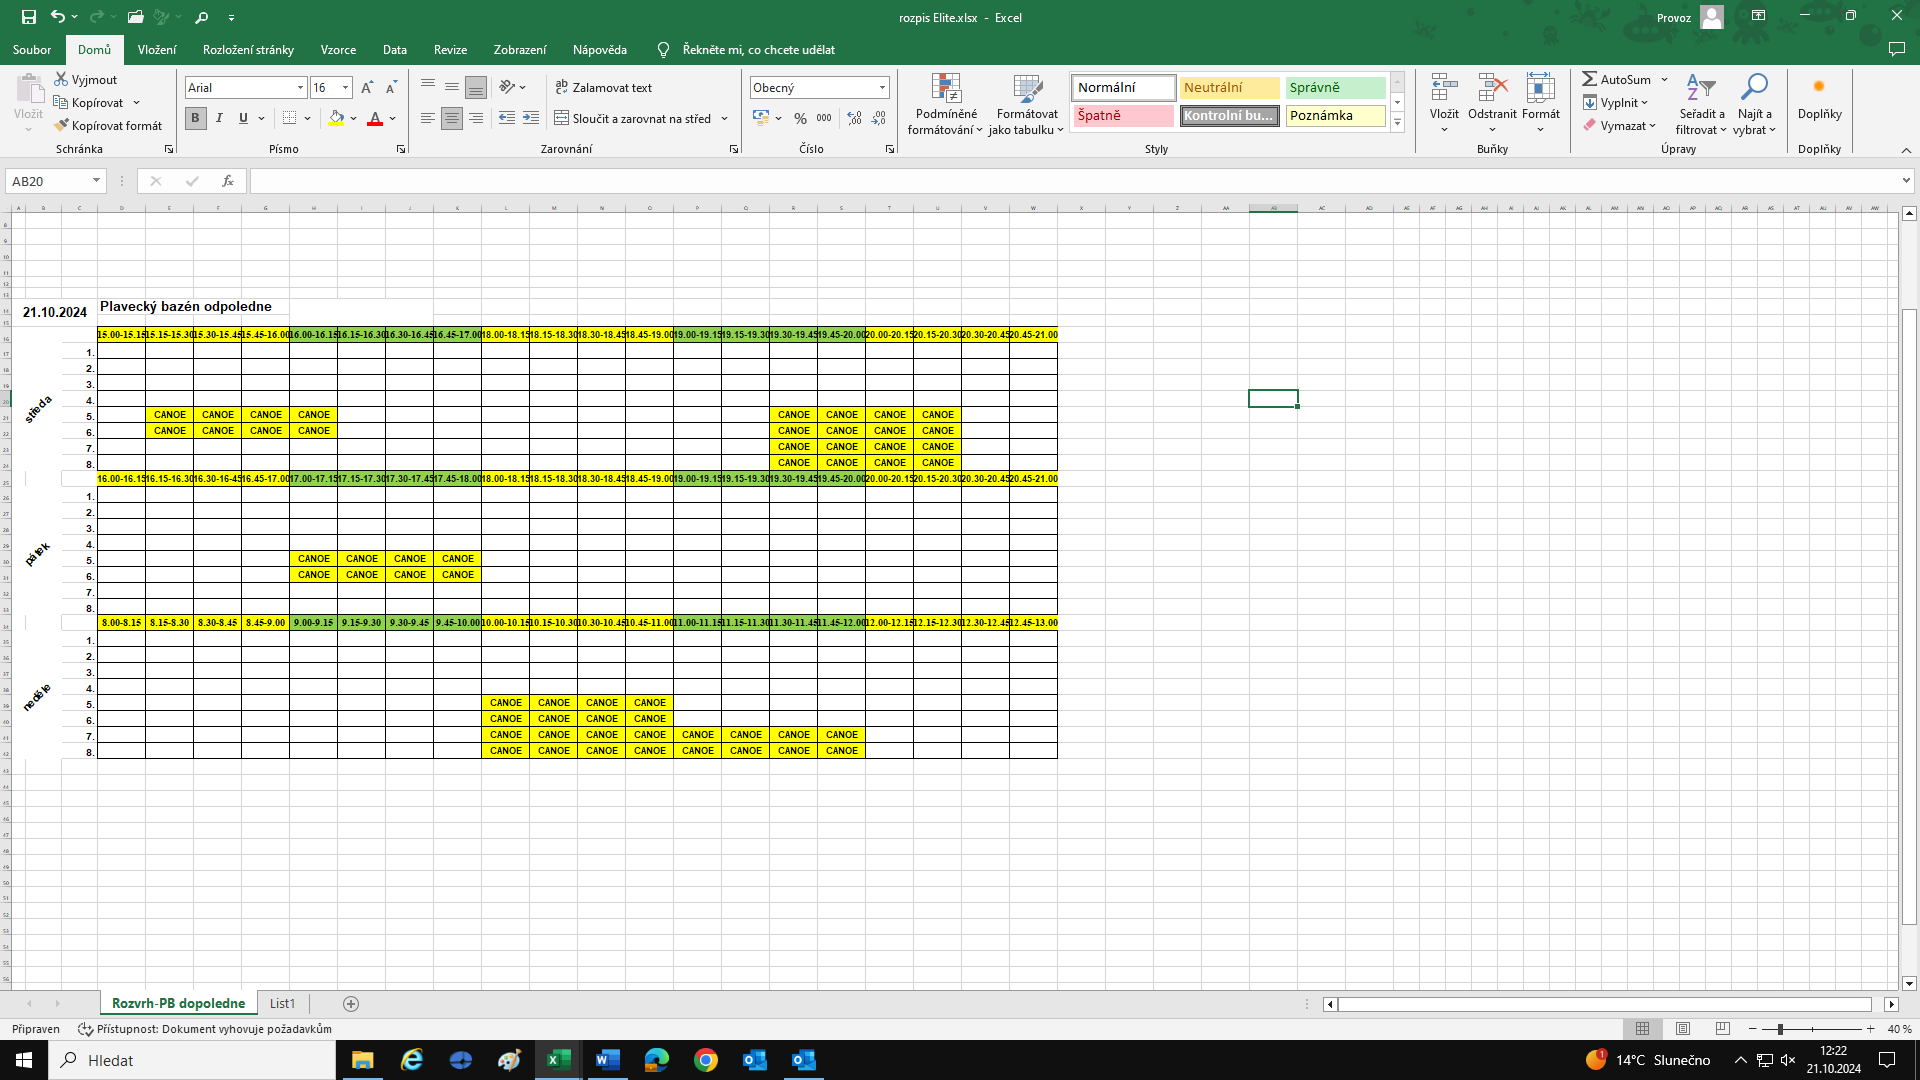 rozpis Elite.xlsx - Excel
Provoz
Soubor Domů Vložení Rozložení stránky Vzorce Data Revize Zobrazení Nápověda Řekněte mi, co chcete udělat
Vložit
Vyjmout
Kopírovat
Kopírovat formát
Schránka
Arial 16
B I U
Písmo
Zalamovat text
Sloučit a zarovnat na střed
Zarovnání
Obecný
% 000
Číslo
Podmíněné formátování
Formátovat jako tabulku
Normální Neutrální Správně
Špatně Kontrolní bu... Poznámka
Styly
Vložit Odstranit Formát
Buňky
AutoSum
Vyplnit
Vymazat
Seřadit a filtrovat
Najít a vybrat
Úpravy
Doplňky
Doplňky
AB20
fx
21.10.2024 Plavecký bazén odpoledne
15.00-15.15 15.15-15.30 15.30-15.45 15.45-16.00 16.00-16.15 16.15-16.30 16.30-16.45 16.45-17.00 18.00-18.15 18.15-18.30 18.30-18.45 18.45-19.00 19.00-19.15 19.15-19.30 19.30-19.45 19.45-20.00 20.00-20.15 20.15-20.30 20.30-20.45 20.45-21.00
středa
1.
2.
3.
4.
5. CANOE CANOE CANOE CANOE CANOE CANOE CANOE CANOE
6. CANOE CANOE CANOE CANOE CANOE CANOE CANOE CANOE
7. CANOE CANOE CANOE CANOE
8. CANOE CANOE CANOE CANOE
16.00-16.15 16.15-16.30 16.30-16-45 16.45-17.00 17.00-17.15 17.15-17.30 17.30-17.45 17.45-18.00 18.00-18.15 18.15-18.30 18.30-18.45 18.45-19.00 19.00-19.15 19.15-19.30 19.30-19.45 19.45-20.00 20.00-20.15 20.15-20.30 20.30-20.45 20.45-21.00
pátek
1.
2.
3.
4.
5. CANOE CANOE CANOE CANOE
6. CANOE CANOE CANOE CANOE
7.
8.
8.00-8.15 8.15-8.30 8.30-8.45 8.45-9.00 9.00-9.15 9.15-9.30 9.30-9.45 9.45-10.00 10.00-10.15 10.15-10.30 10.30-10.45 10.45-11.00 11.00-11.15 11.15-11.30 11.30-11.45 11.45-12.00 12.00-12.15 12.15-12.30 12.30-12.45 12.45-13.00
neděle
1.
2.
3.
4.
5. CANOE CANOE CANOE CANOE
6. CANOE CANOE CANOE CANOE
7. CANOE CANOE CANOE CANOE CANOE CANOE CANOE CANOE
8. CANOE CANOE CANOE CANOE CANOE CANOE CANOE CANOE
Rozvrh-PB dopoledne List1
Připraven Přístupnost: Dokument vyhovuje požadavkům
40 %
Hledat
14°C Slunečno
12:22
21.10.2024